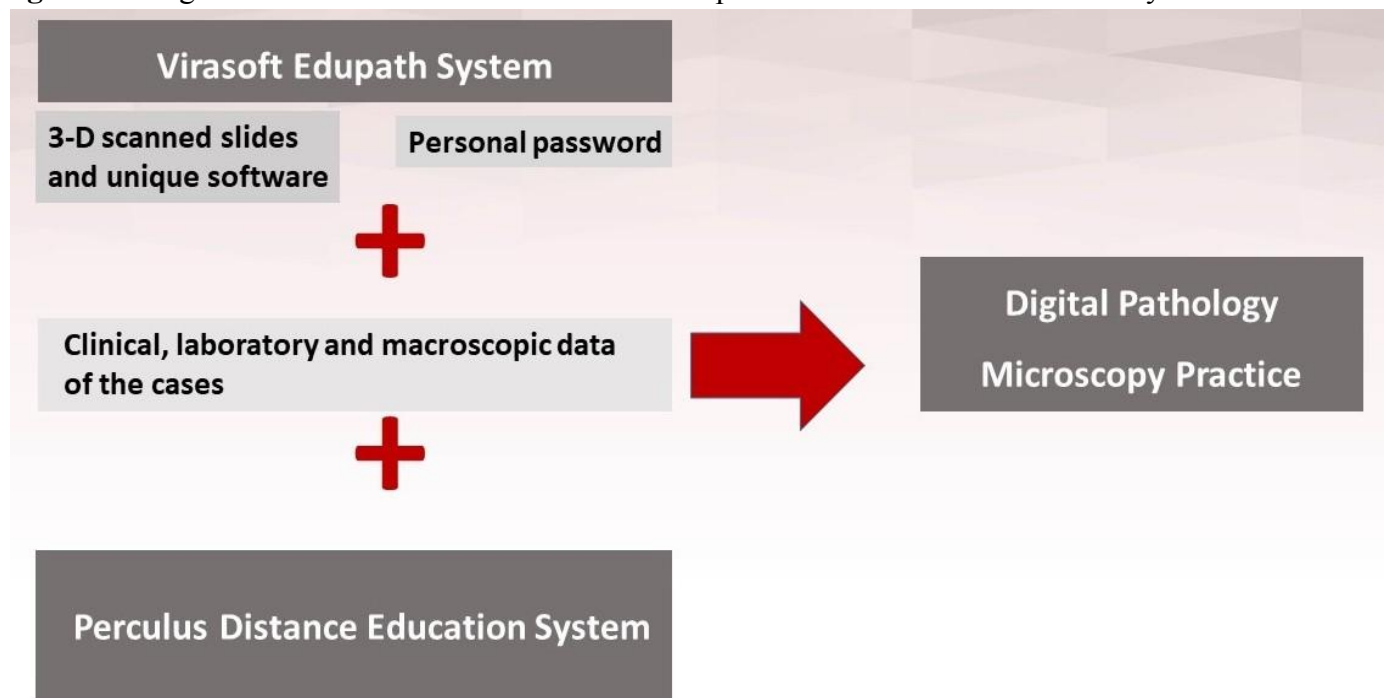 Virasoft Edupath System
3-D scanned slides
and unique software
Personal password
Clinical, laboratory and macroscopic data
of the cases
Digital Pathology
Microscopy Practice
Perculus Distance Education System